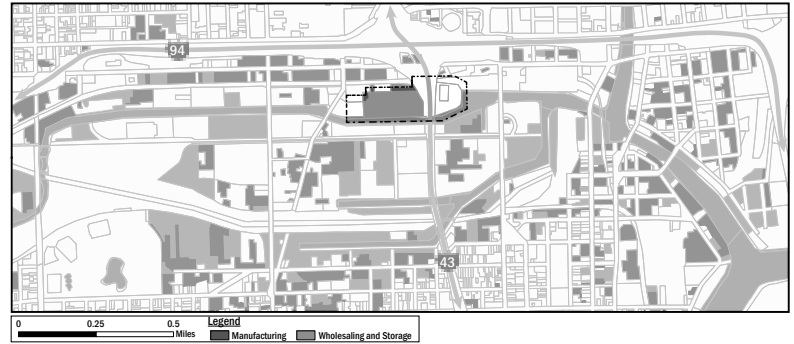 94
43
0 0.25 0.5
Miles
Legend
Manufacturing Wholesaling and Storage